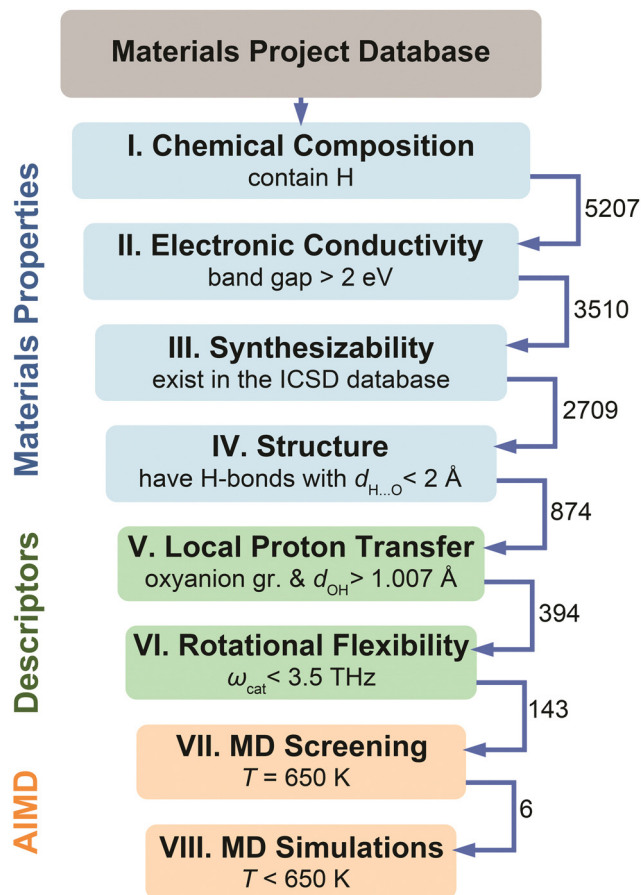 Materials Project Database
Materials Properties
I. Chemical Composition
contain H
5207
II. Electronic Conductivity
band gap > 2 eV
3510
III. Synthesizability
exist in the ICSD database
2709
IV. Structure
have H-bonds with d_H...O < 2 Å
874
Descriptors
V. Local Proton Transfer
oxyanion gr. & d_OH > 1.007 Å
394
VI. Rotational Flexibility
ω_cat < 3.5 THz
143
AIMD
VII. MD Screening
T = 650 K
6
VIII. MD Simulations
T < 650 K